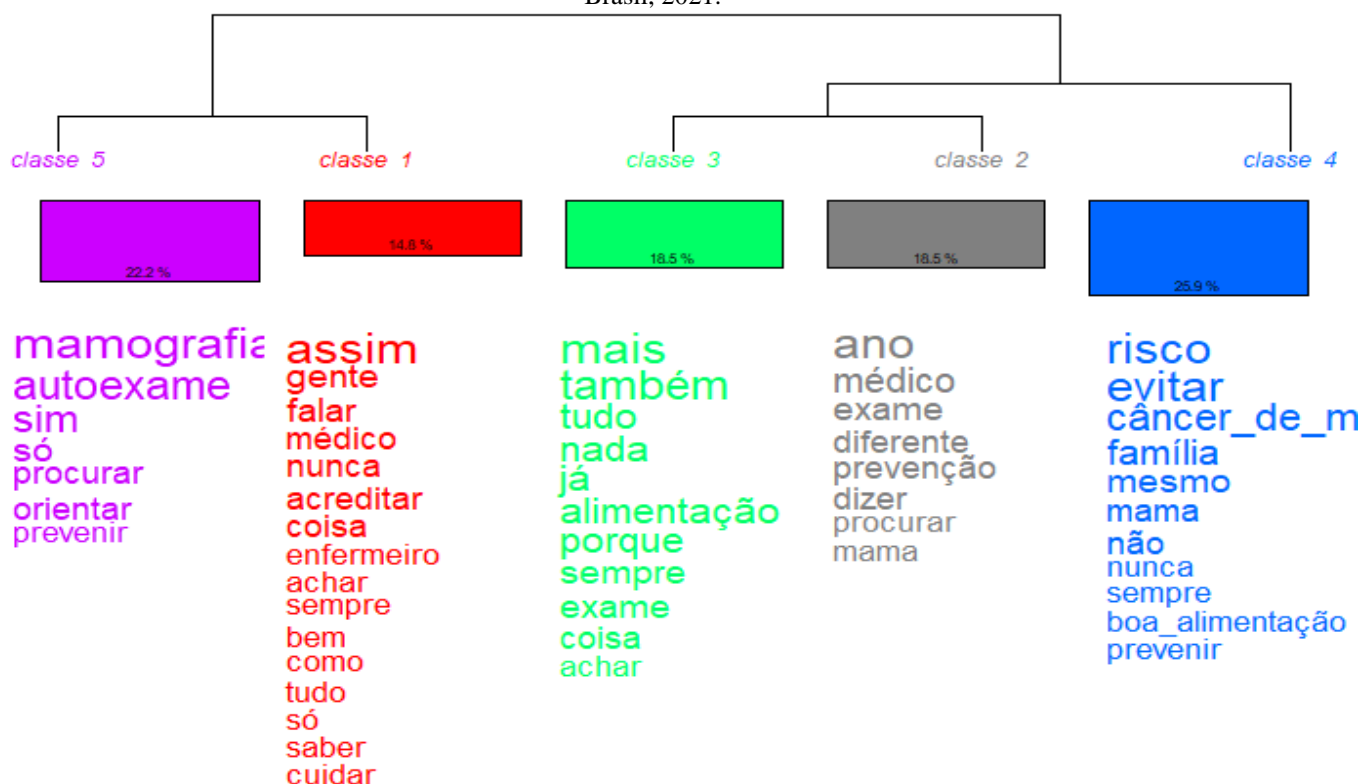 Brasil, 2021.
classe 5
classe 1
classe 3
classe 2
classe 4
22.2 %
14.8 %
18.5 %
18.5 %
25.9 %
mamografia
autoexame
sim
só
procurar
orientar
prevenir
assim
gente
falar
médico
nunca
acreditar
coisa
enfermeiro
achar
sempre
bem
como
tudo
só
saber
cuidar
mais
também
tudo
nada
já
alimentação
porque
sempre
exame
coisa
achar
ano
médico
exame
diferente
prevenção
dizer
procurar
mama
risco
evitar
câncer_de_m
família
mesmo
mama
não
nunca
sempre
boa_alimentação
prevenir